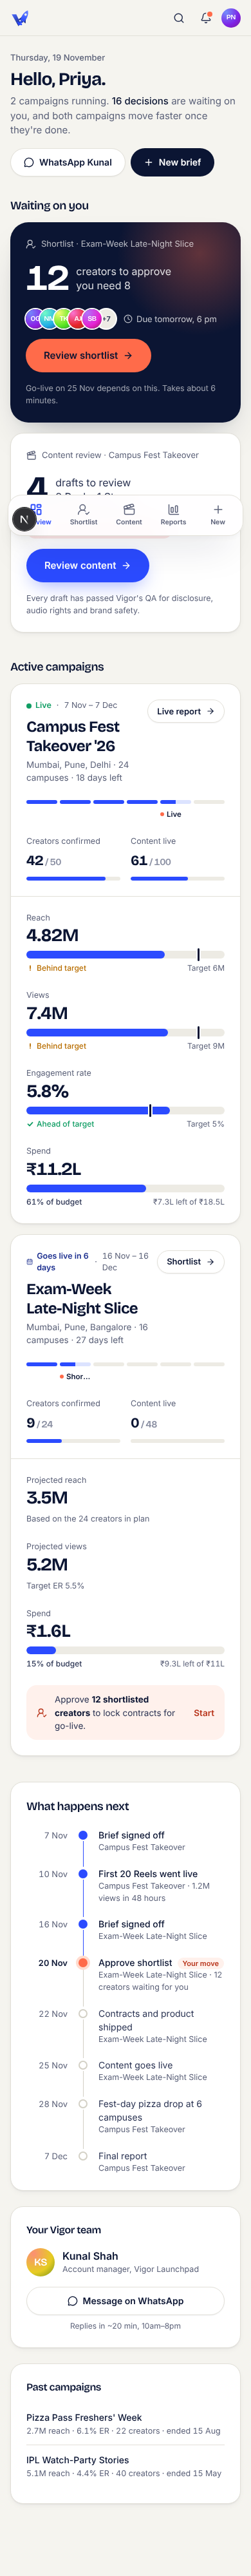 PN
Thursday, 19 November
Hello, Priya.
2 campaigns running. 16 decisions are waiting on
you, and both campaigns move faster once
they're done.
WhatsApp Kunal
New brief
Waiting on you
Shortlist · Exam-Week Late-Night Slice
12 creators to approve
you need 8
+7 Due tomorrow, 6 pm
Review shortlist
Go-live on 25 Nov depends on this. Takes about 6
minutes.
Content review · Campus Fest Takeover
4 drafts to review
N
Shortlist
Content
Reports
New
Review content
Every draft has passed Vigor's QA for disclosure,
audio rights and brand safety.
Active campaigns
Live · 7 Nov – 7 Dec
Live report
Campus Fest
Takeover '26
Mumbai, Pune, Delhi · 24
campuses · 18 days left
Live
Creators confirmed
42 / 50
Content live
61 / 100
Reach
4.82M
! Behind target
Target 6M
Views
7.4M
! Behind target
Target 9M
Engagement rate
5.8%
Ahead of target
Target 5%
Spend
₹11.2L
61% of budget
₹7.3L left of ₹18.5L
Goes live in 6
days
· 16 Nov – 16
Dec
Shortlist
Exam-Week
Late-Night Slice
Mumbai, Pune, Bangalore · 16
campuses · 27 days left
Shor...
Creators confirmed
9 / 24
Content live
0 / 48
Projected reach
3.5M
Based on the 24 creators in plan
Projected views
5.2M
Target ER 5.5%
Spend
₹1.6L
15% of budget
₹9.3L left of ₹11L
Approve 12 shortlisted
creators to lock contracts for
go-live.
Start
What happens next
7 Nov Brief signed off
Campus Fest Takeover
10 Nov First 20 Reels went live
Campus Fest Takeover · 1.2M
views in 48 hours
16 Nov Brief signed off
Exam-Week Late-Night Slice
20 Nov Approve shortlist Your move
Exam-Week Late-Night Slice · 12
creators waiting for you
22 Nov Contracts and product
shipped
Exam-Week Late-Night Slice
25 Nov Content goes live
Exam-Week Late-Night Slice
28 Nov Fest-day pizza drop at 6
campuses
Campus Fest Takeover
7 Dec Final report
Campus Fest Takeover
Your Vigor team
KS
Kunal Shah
Account manager, Vigor Launchpad
Message on WhatsApp
Replies in ~20 min, 10am–8pm
Past campaigns
Pizza Pass Freshers' Week
2.7M reach · 6.1% ER · 22 creators · ended 15 Aug
IPL Watch-Party Stories
5.1M reach · 4.4% ER · 40 creators · ended 15 May